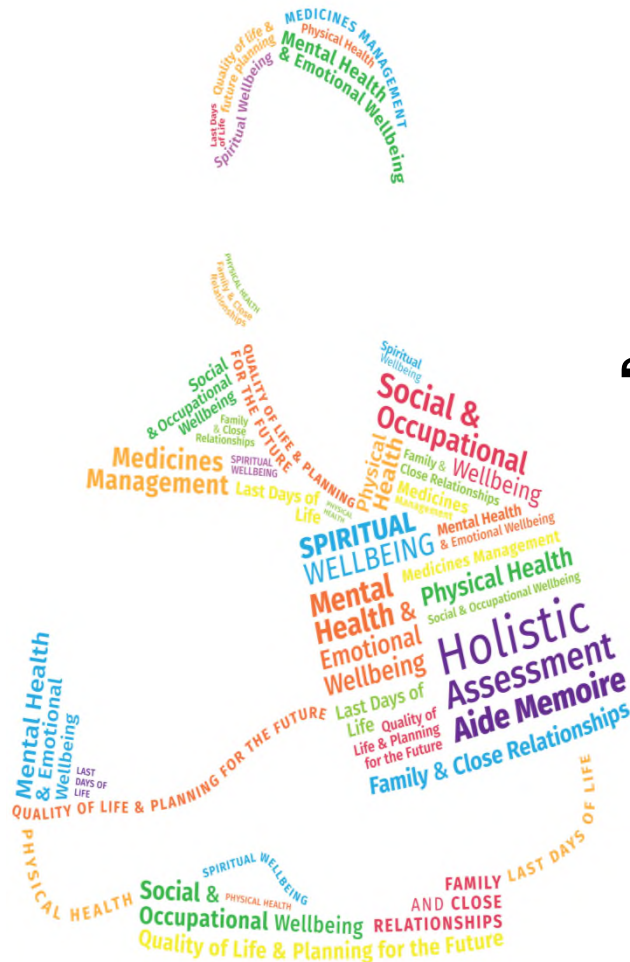 MEDICINES MANAGEMENT
Quality of life &
future planning
Physical Health
Mental Health
& Emotional Wellbeing
Last Days
of Life
Spiritual Wellbeing
PHYSICAL HEALTH
Family & Close
Relationships
Social
& Occupational
Wellbeing
QUALITY OF LIFE & PLANNING
FOR THE FUTURE
Family
& Close
Relationships
Medicines
Management
SPIRITUAL
WELLBEING
Last Days of
Life
PHYSICAL
HEALTH
Spiritual
Wellbeing
Social &
Occupational
Wellbeing
Physical
Health
Family &
Close Relationships
Medicines
Management
SPIRITUAL
WELLBEING
Mental Health
& Emotional Wellbeing
Medicines Management
Mental
Health &
Emotional
Wellbeing
Physical Health
Social & Occupational Wellbeing
Holistic
Assessment
Aide Memoire
Last Days of
Life
Quality of
Life & Planning
for the Future
Family & Close Relationships
Mental Health
& Emotional
Wellbeing
LAST
DAYS OF
LIFE
QUALITY OF LIFE & PLANNING FOR THE FUTURE
PHYSICAL HEALTH
SPIRITUAL WELLBEING
Social &
PHYSICAL HEALTH
Occupational Wellbeing
FAMILY
AND CLOSE
RELATIONSHIPS
LAST DAYS OF LIFE
Quality of Life & Planning for the Future